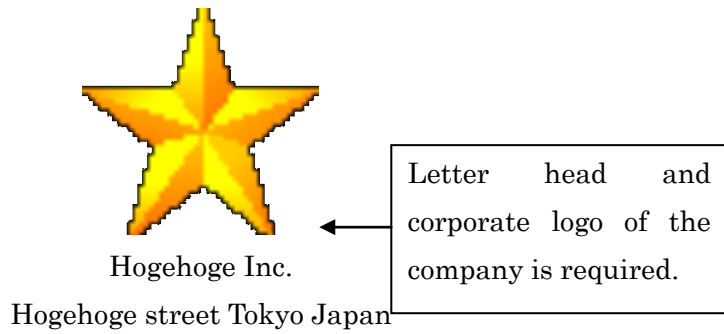 Letter head and
corporate logo of the
company is required.
Hogehoge Inc.
Hogehoge street Tokyo Japan